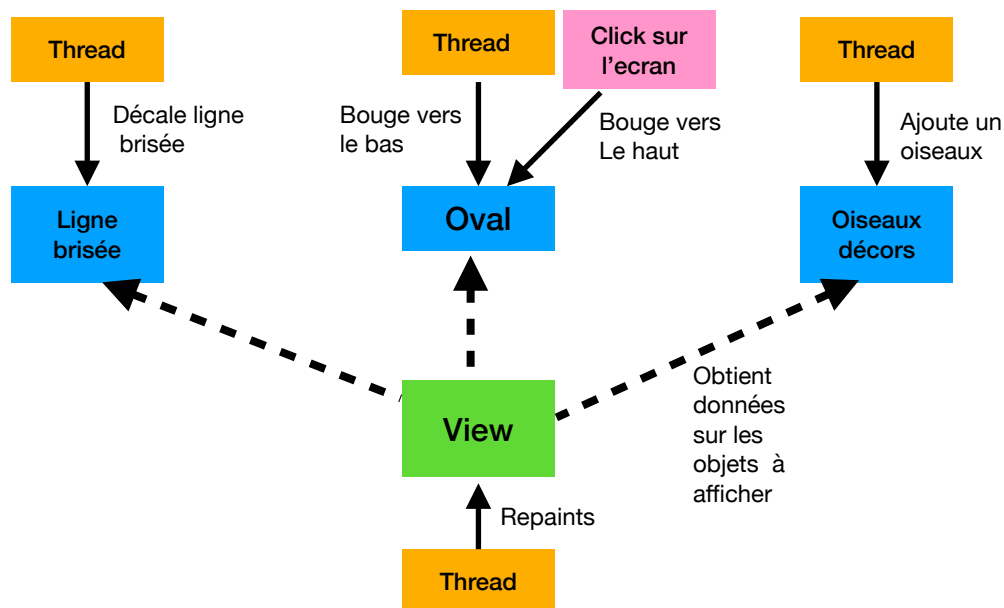 Thread
Thread
Click sur
l'ecran
Thread
Décale ligne
brisée
Bouge vers
le bas
Bouge vers
Le haut
Ajoute un
oiseaux
Ligne
brisée
Oval
Oiseaux
décors
View
Obtient
données
sur les
objets à
afficher
Repaints
Thread